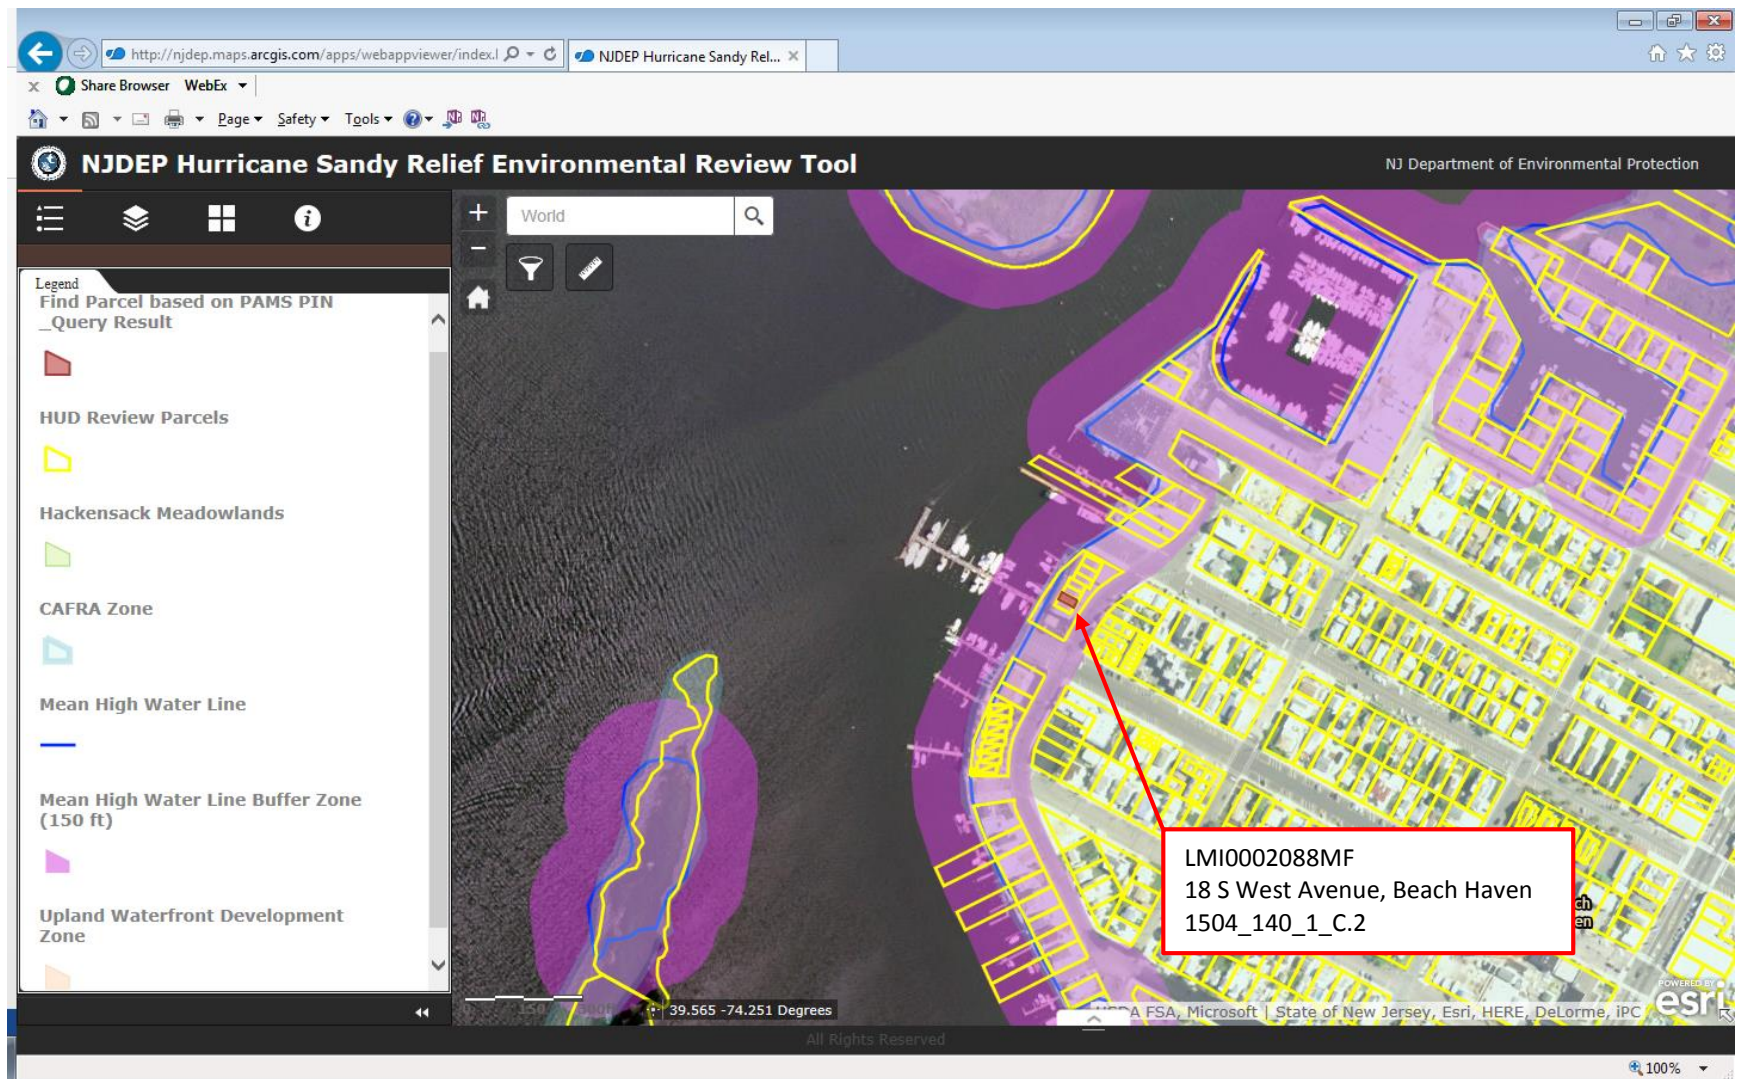 http://njdep.maps.arcgis.com/apps/webappviewer/index.l
NJDEP Hurricane Sandy Rel...
x Share Browser WebEx
Page Safety Tools
NJDEP Hurricane Sandy Relief Environmental Review Tool
NJ Department of Environmental Protection
World
Legend
Find Parcel based on PAMS PIN
_Query Result
HUD Review Parcels
Hackensack Meadowlands
CAFRA Zone
Mean High Water Line
Mean High Water Line Buffer Zone
(150 ft)
Upland Waterfront Development
Zone
LMI0002088MF
18 S West Avenue, Beach Haven
1504_140_1_C.2
39.565 -74.251 Degrees
FSA, Microsoft | State of New Jersey, Esri, HERE, DeLorme, iPC
POWERED BY
esri
All Rights Reserved
100%